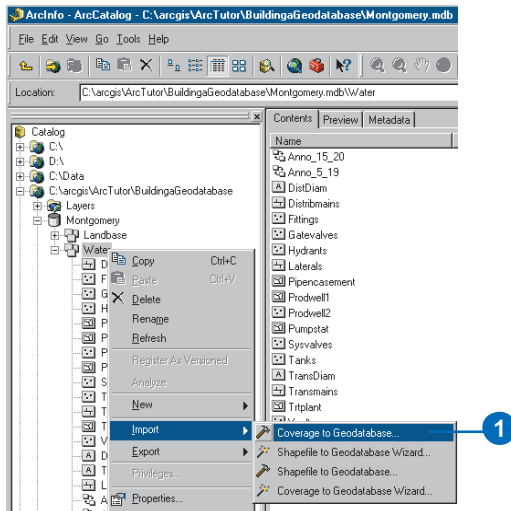 ArcInfo - ArcCatalog - C:\arcgis\ArcTutor\BuildingaGeodatabase\Montgomery.mdb
File Edit View Go Tools Help
Location: C:\arcgis\ArcTutor\BuildingaGeodatabase\Montgomery.mdb\Water
Catalog
C:\
D:\
C:\Data
C:\arcgis\ArcTutor\BuildingaGeodatabase
Layers
Montgomery
Landbase
Water
D
F
G
H
P
P
P
P
S
T
T
T
V
D
T
L
A
Copy Ctrl+C
Paste Ctrl+V
Delete
Rename
Refresh
Register As Versioned
Analyze
New
Import
Export
Privileges...
Properties...
Coverage to Geodatabase...
Shapefile to Geodatabase Wizard...
Shapefile to Geodatabase...
Coverage to Geodatabase Wizard...
1
Contents Preview Metadata
Name
Anno_15_20
Anno_5_19
DistDiam
Distribmains
Fittings
Gatevalves
Hydrants
Laterals
Pipencasement
Prodwell1
Prodwell2
Pumpstat
Sysvalves
Tanks
TransDiam
Transmains
Trtplant